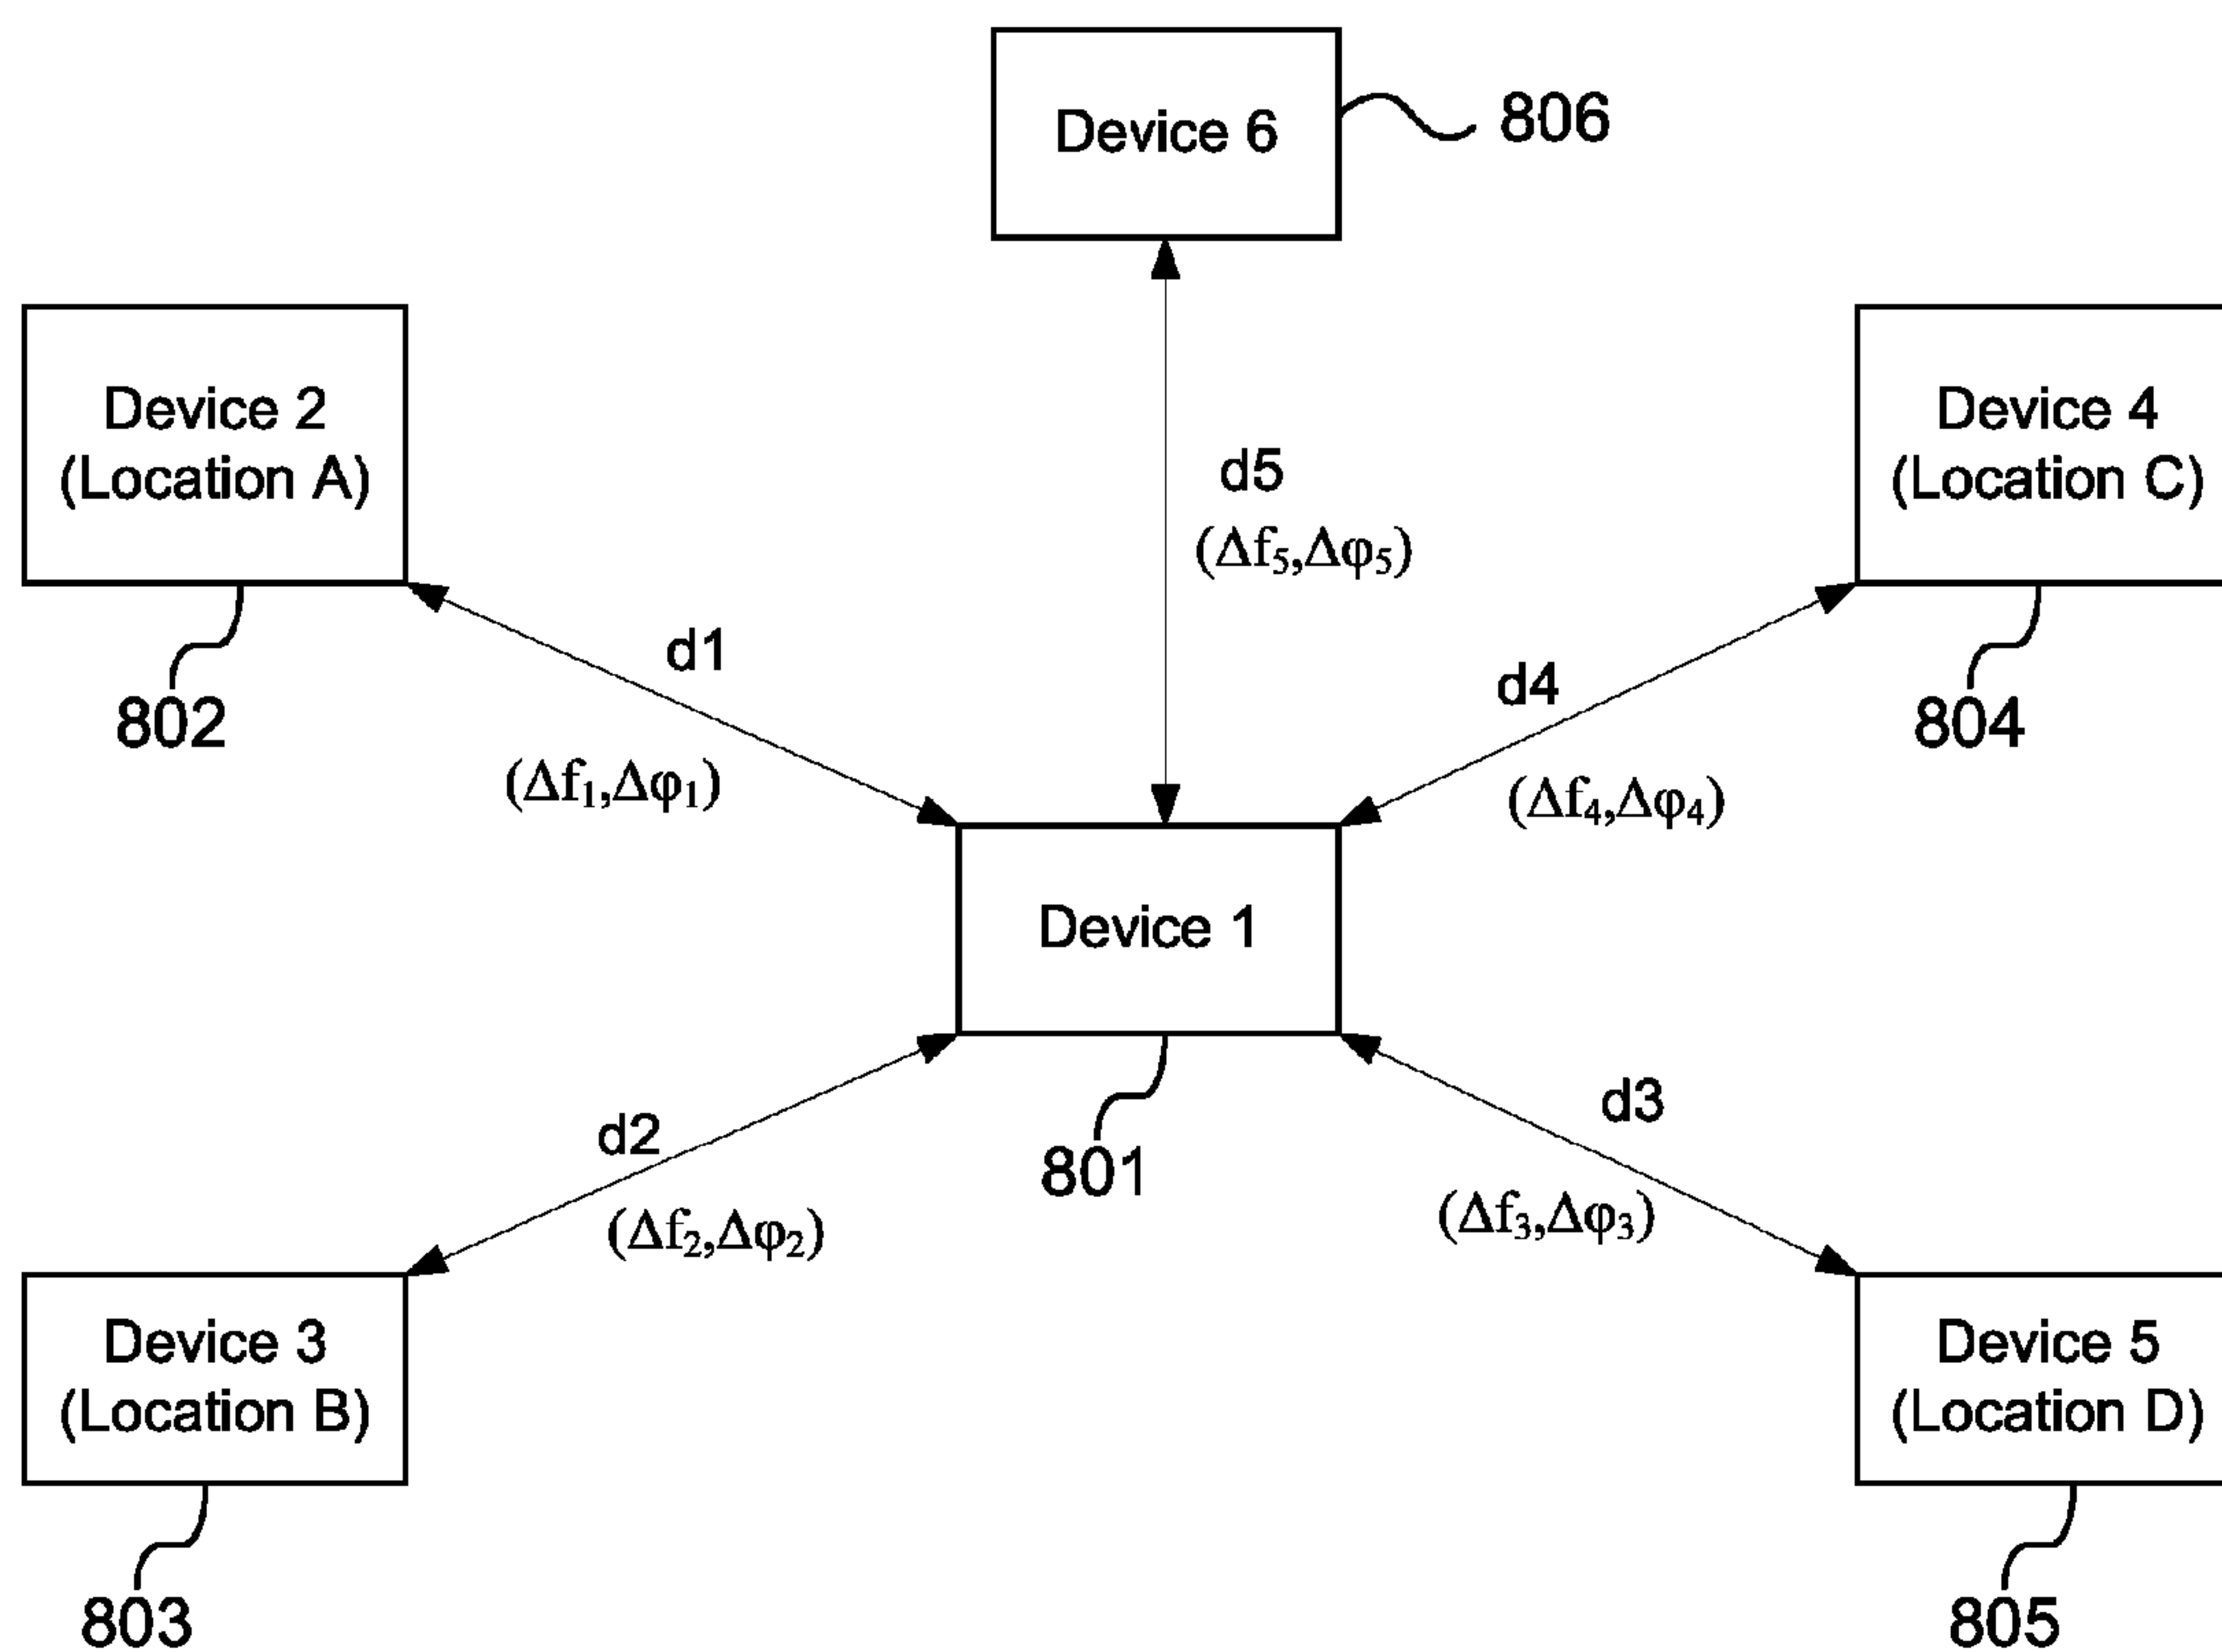 Device 6
806
Device 2
(Location A)
802
Device 4
(Location C)
804
d5
(Δf₅,Δφ₅)
d1
(Δf₁,Δφ₁)
d4
(Δf₄,Δφ₄)
Device 1
801
d2
(Δf₂,Δφ₂)
d3
(Δf₃,Δφ₃)
Device 3
(Location B)
803
Device 5
(Location D)
805